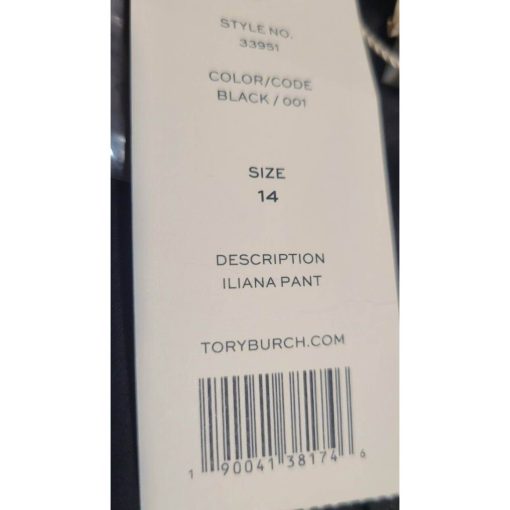 STYLE NO.
33951
COLOR/CODE
BLACK / 001
SIZE
14
DESCRIPTION
ILIANA PANT
TORYBURCH.COM
1 90041 38174 6